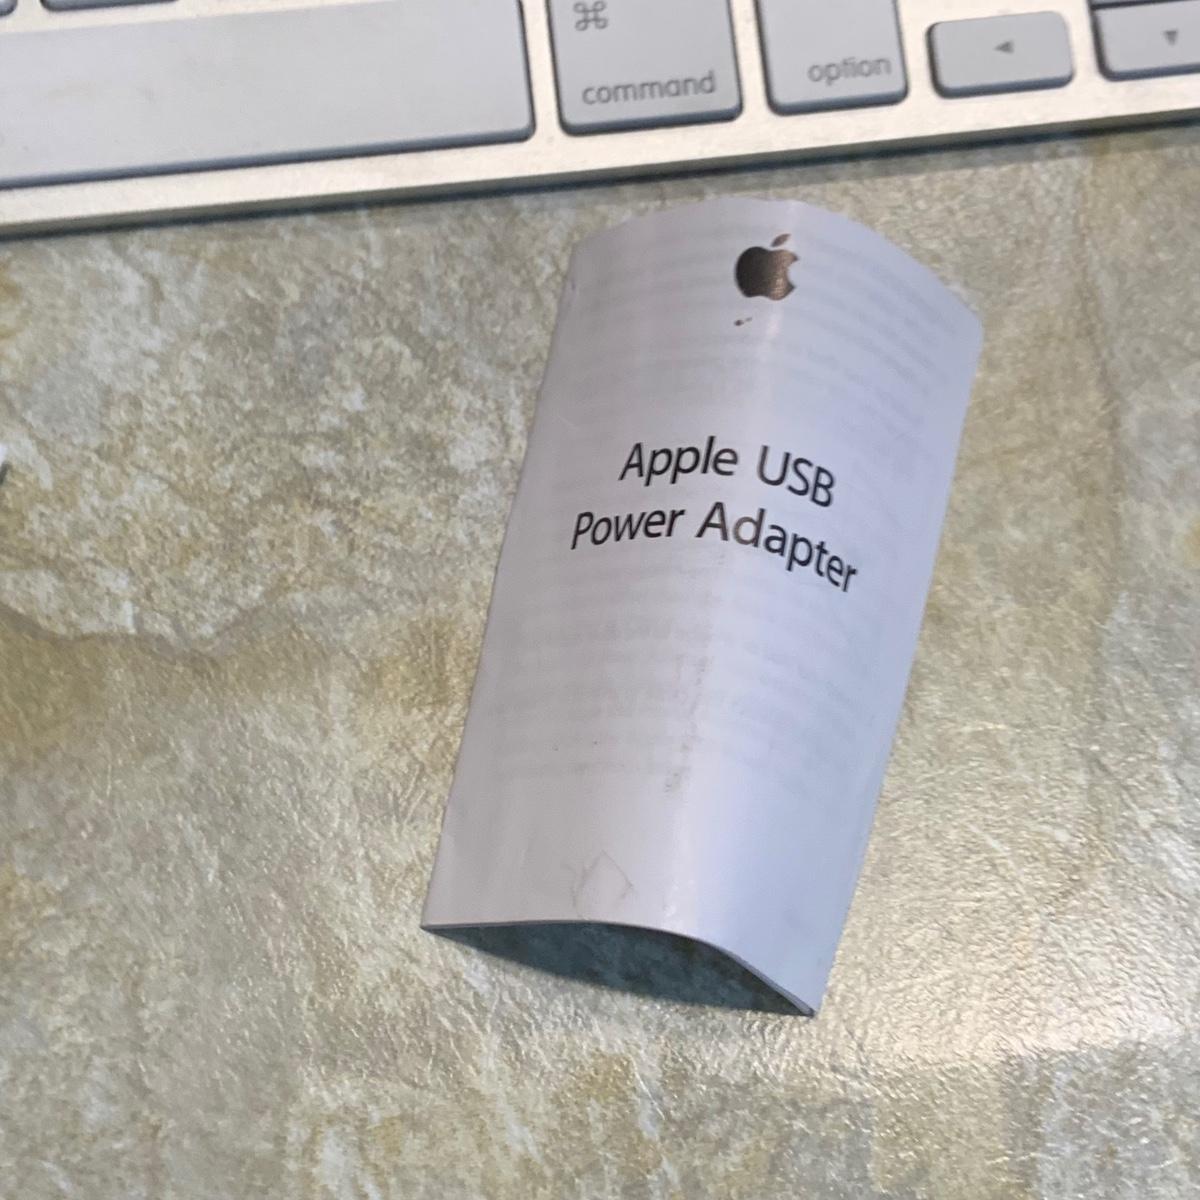 ⌘
command
option
◄
▼
Apple USB
Power Adapter